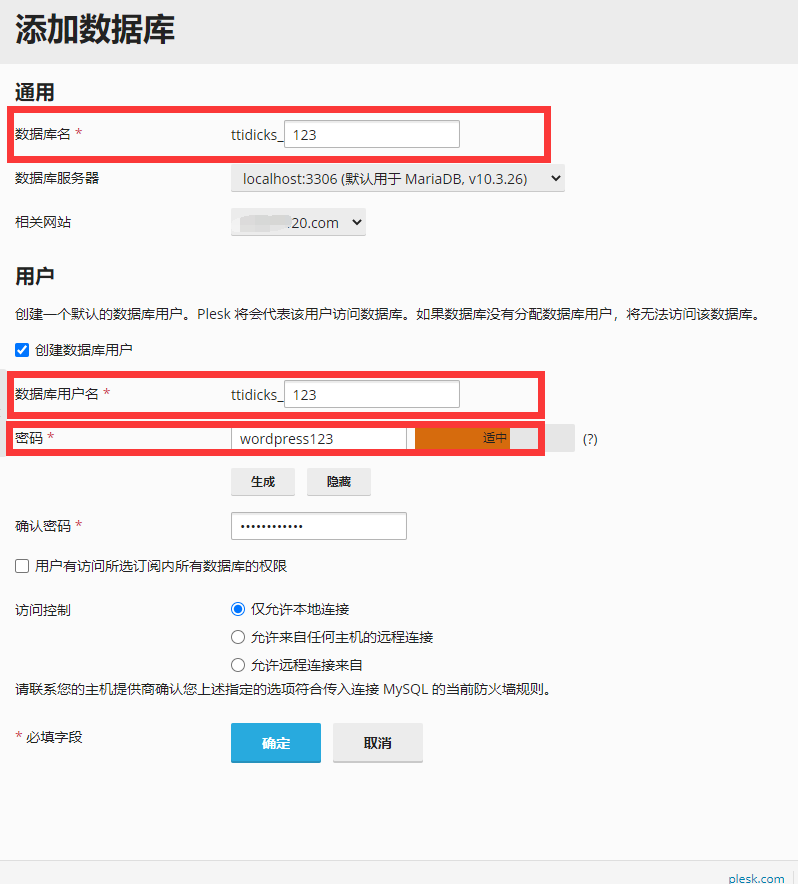 添加数据库
通用
数据库名 * ttidicks_ 123
数据库服务器 localhost:3306 (默认用于 MariaDB, v10.3.26)
相关网站 20.com
用户
创建一个默认的数据库用户。Plesk 将会代表该用户访问数据库。如果数据库没有分配数据库用户，将无法访问该数据库。
创建数据库用户
数据库用户名 * ttidicks_ 123
密码 * wordpress123 适中 (?)
生成 隐藏
确认密码 * ••••••••••••
用户有访问所选订阅内所有数据库的权限
访问控制 仅允许本地连接
允许来自任何主机的远程连接
允许远程连接来自
请联系您的主机提供商确认您上述指定的选项符合传入连接 MySQL 的当前防火墙规则。
* 必填字段 确定 取消
plesk.com